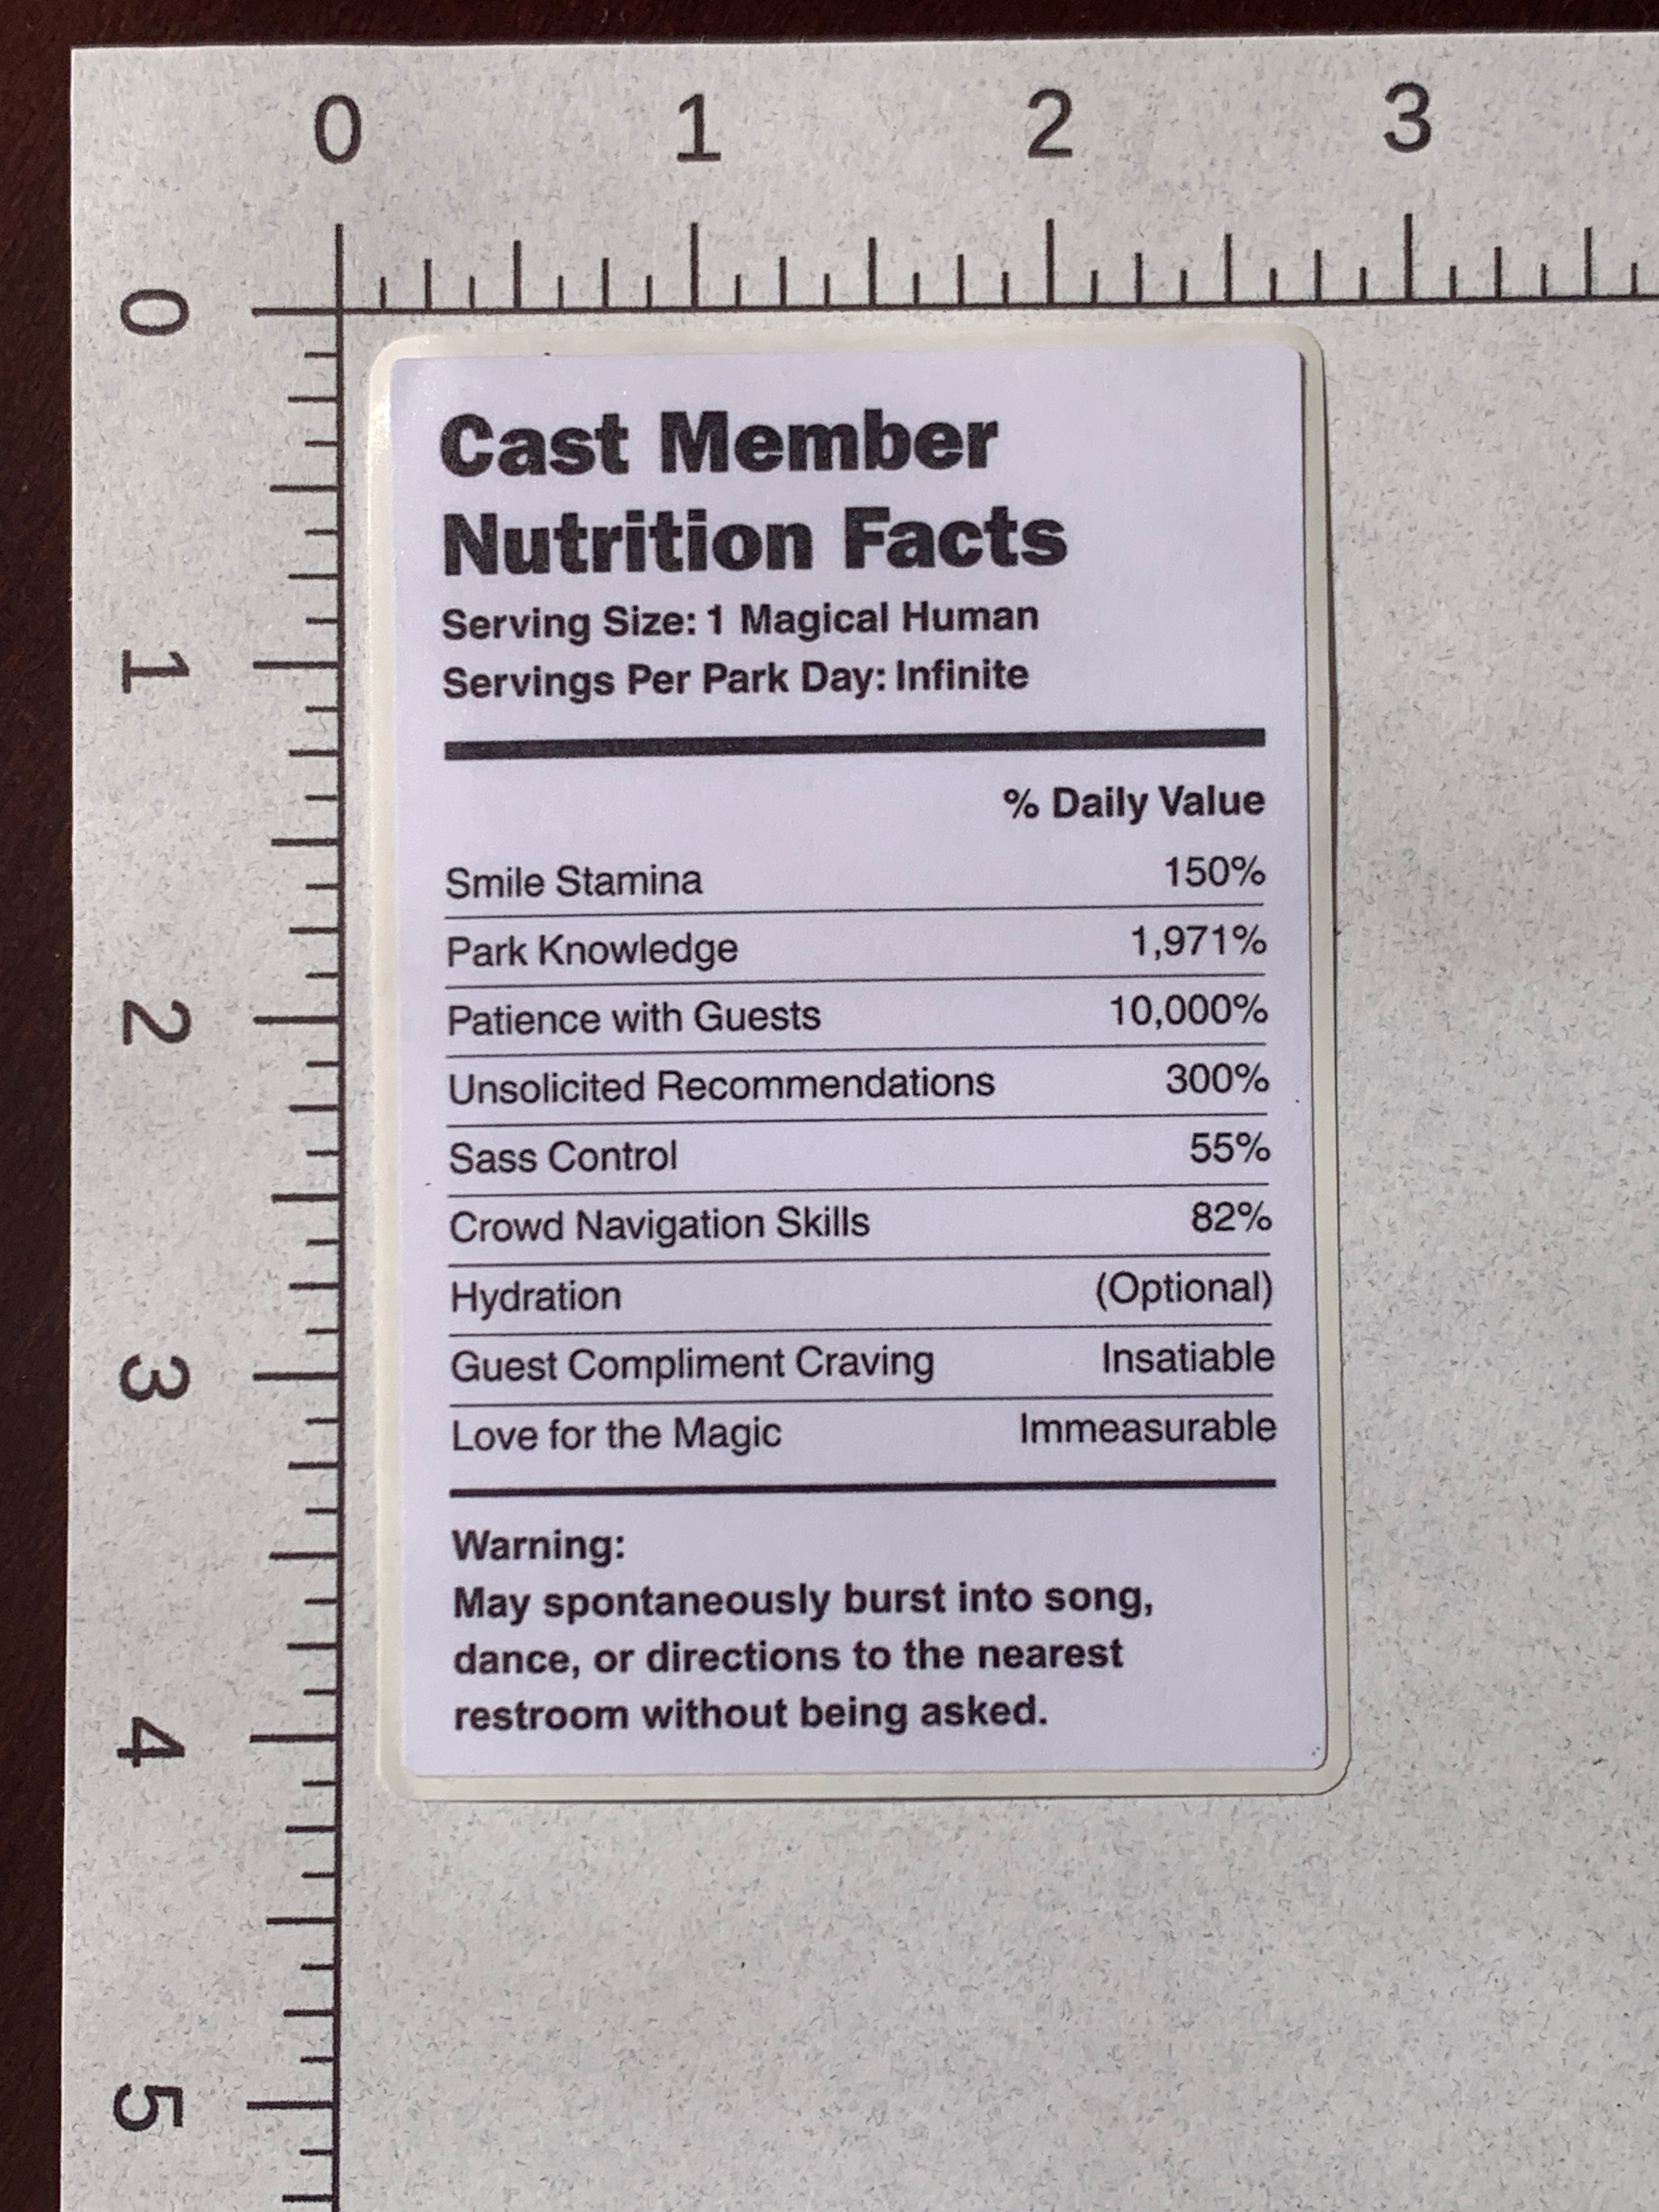 0 1 2 3
0
1
2
3
4
5
Cast Member
Nutrition Facts
Serving Size: 1 Magical Human
Servings Per Park Day: Infinite
% Daily Value
Smile Stamina 150%
Park Knowledge 1,971%
Patience with Guests 10,000%
Unsolicited Recommendations 300%
Sass Control 55%
Crowd Navigation Skills 82%
Hydration (Optional)
Guest Compliment Craving Insatiable
Love for the Magic Immeasurable
Warning:
May spontaneously burst into song,
dance, or directions to the nearest
restroom without being asked.